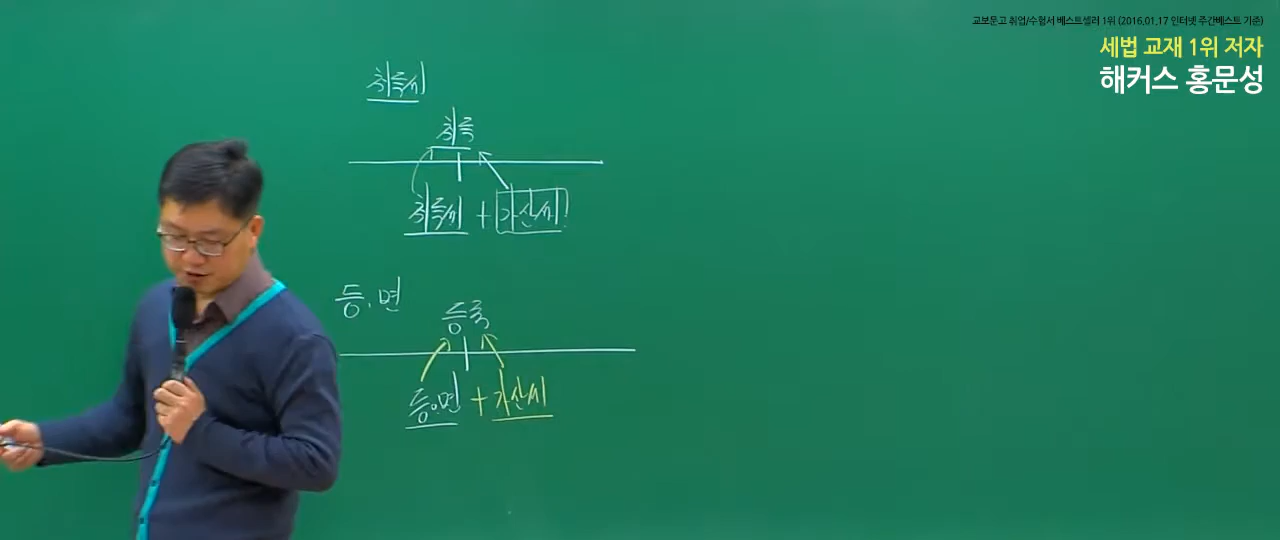 교보문고 취업/수험서 베스트셀러 1위 (2016.01.17 인터넷 주간베스트 기준)
세법 교재 1위 저자
해커스 홍문성
취득세
취득
취득세 + 가산세!
등.면
등록
등.면 + 가산세